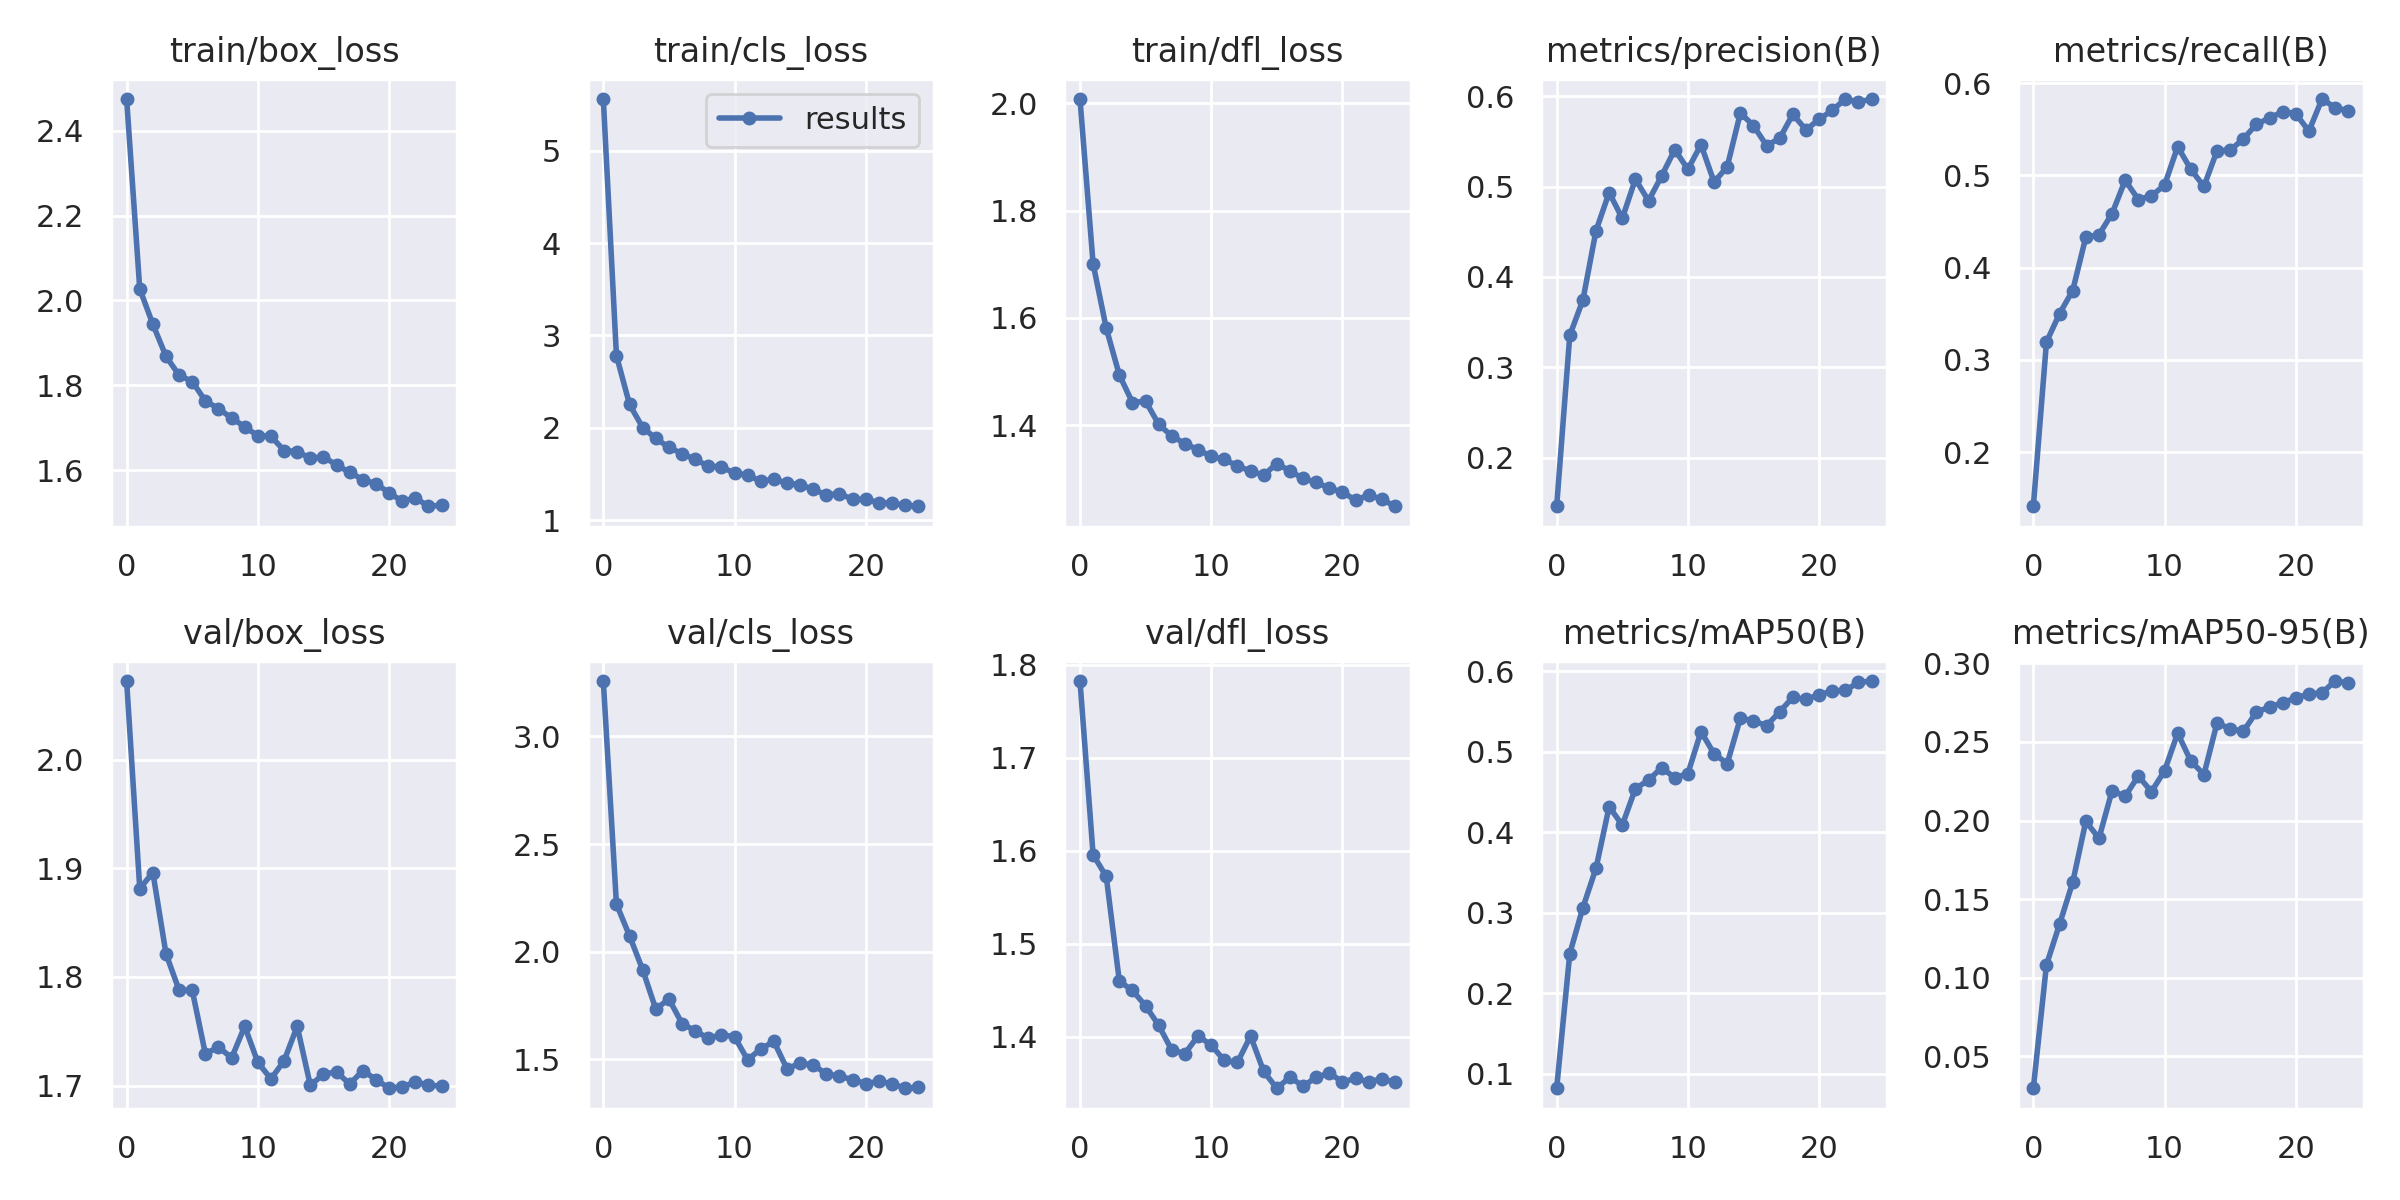 train/box_loss
train/cls_loss
train/dfl_loss
metrics/precision(B)
metrics/recall(B)
2.4
2.2
2.0
1.8
1.6
0 10 20
results
5
4
3
2
1
0 10 20
2.0
1.8
1.6
1.4
0 10 20
0.6
0.5
0.4
0.3
0.2
0 10 20
0.6
0.5
0.4
0.3
0.2
0 10 20
val/box_loss
val/cls_loss
val/dfl_loss
metrics/mAP50(B)
metrics/mAP50-95(B)
2.0
1.9
1.8
1.7
0 10 20
3.0
2.5
2.0
1.5
0 10 20
1.8
1.7
1.6
1.5
1.4
0 10 20
0.6
0.5
0.4
0.3
0.2
0.1
0 10 20
0.30
0.25
0.20
0.15
0.10
0.05
0 10 20